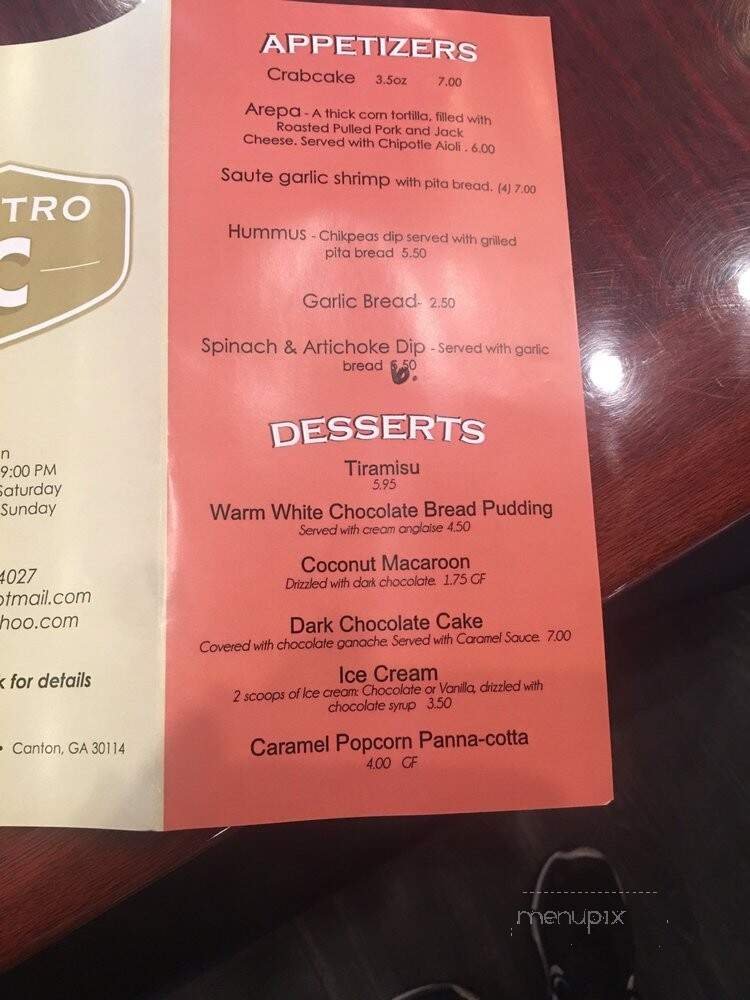 TRO
C
n
9:00 PM
Saturday
Sunday
4027
otmail.com
hoo.com
k for details
• Canton, GA 30114
APPETIZERS
Crabcake 3.5oz 7.00
Arepa - A thick corn tortilla, filled with
Roasted Pulled Pork and Jack
Cheese. Served with Chipotle Aioli . 6.00
Saute garlic shrimp with pita bread. (4) 7.00
Hummus - Chikpeas dip served with grilled
pita bread 5.50
Garlic Bread- 2.50
Spinach & Artichoke Dip - Served with garlic
bread 6.50
DESSERTS
Tiramisu
5.95
Warm White Chocolate Bread Pudding
Served with cream anglaise 4.50
Coconut Macaroon
Drizzled with dark chocolate. 1.75 GF
Dark Chocolate Cake
Covered with chocolate ganache. Served with Caramel Sauce. 7.00
Ice Cream
2 scoops of Ice cream: Chocolate or Vanilla, drizzled with
chocolate syrup 3.50
Caramel Popcorn Panna-cotta
4.00 GF
menupix